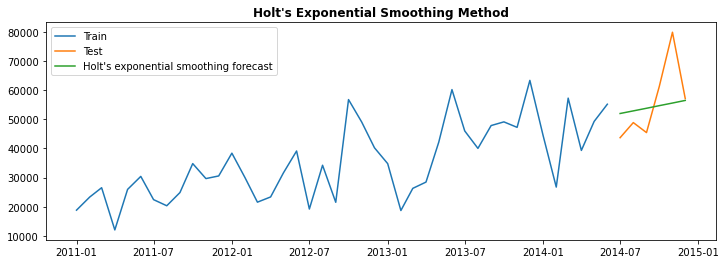 Holt's Exponential Smoothing Method
Train
Test
Holt's exponential smoothing forecast
80000
70000
60000
50000
40000
30000
20000
10000
2011-01 2011-07 2012-01 2012-07 2013-01 2013-07 2014-01 2014-07 2015-01